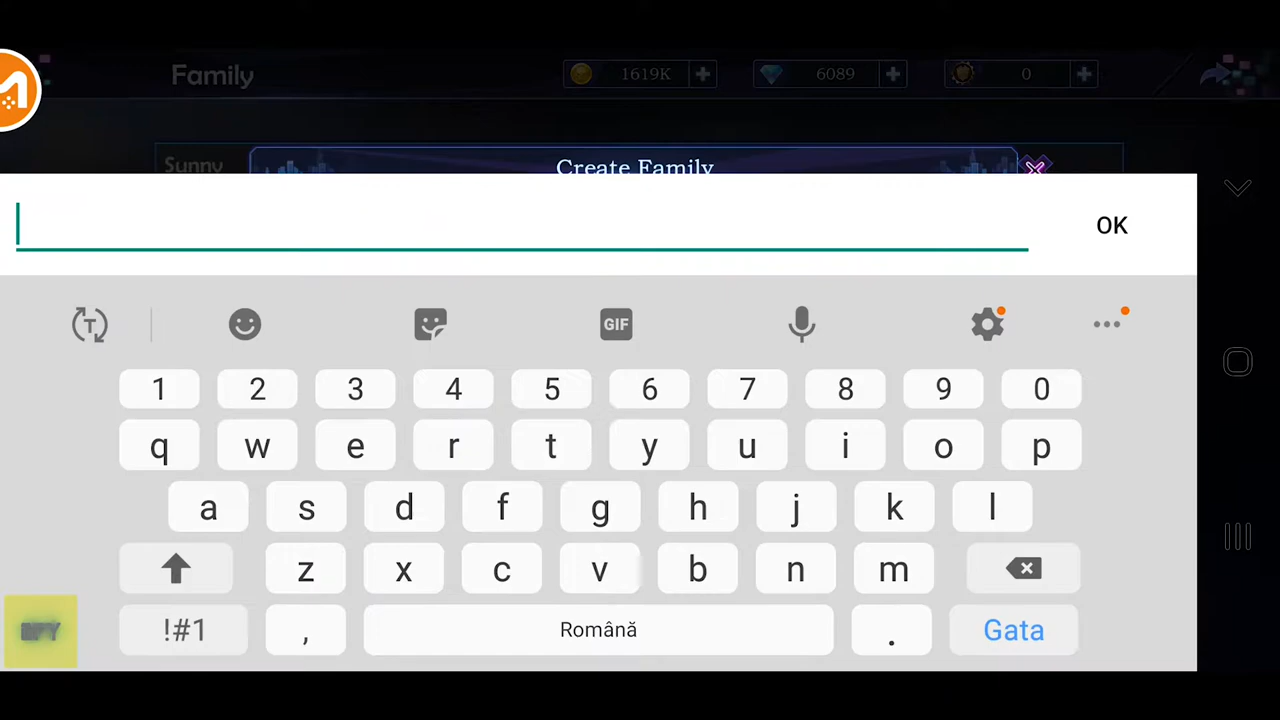 Family
1619K
6089
0
Sunny
Create Family
OK
GIF
1 2 3 4 5 6 7 8 9 0
q w e r t y u i o p
a s d f g h j k l
z x c v b n m
!#1 , Română . Gata